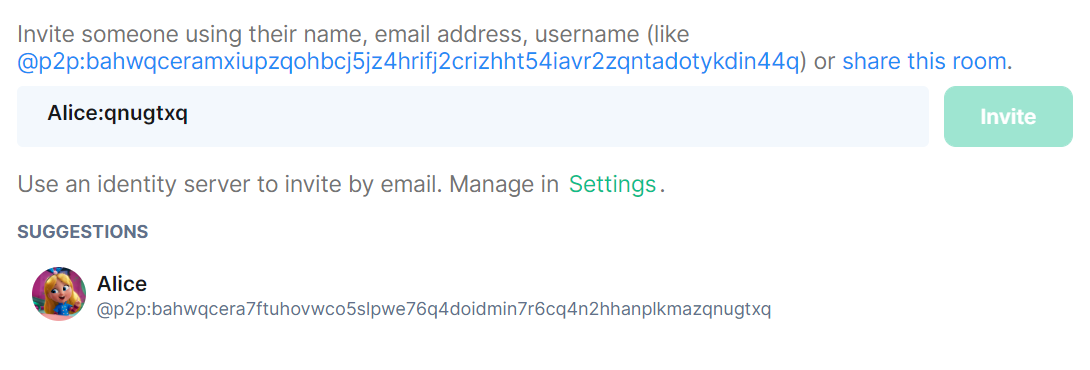 Invite someone using their name, email address, username (like
@p2p:bahwqceramxiupzqohbcj5jz4hrifj2crizhht54iavr2zqntadotykdin44q) or share this room.
Alice:qnugtxq
Invite
Use an identity server to invite by email. Manage in Settings.
SUGGESTIONS
Alice
@p2p:bahwqcera7ftuhovwco5slpwe76q4doidmin7r6cq4n2hhanplkmazqnugtxq